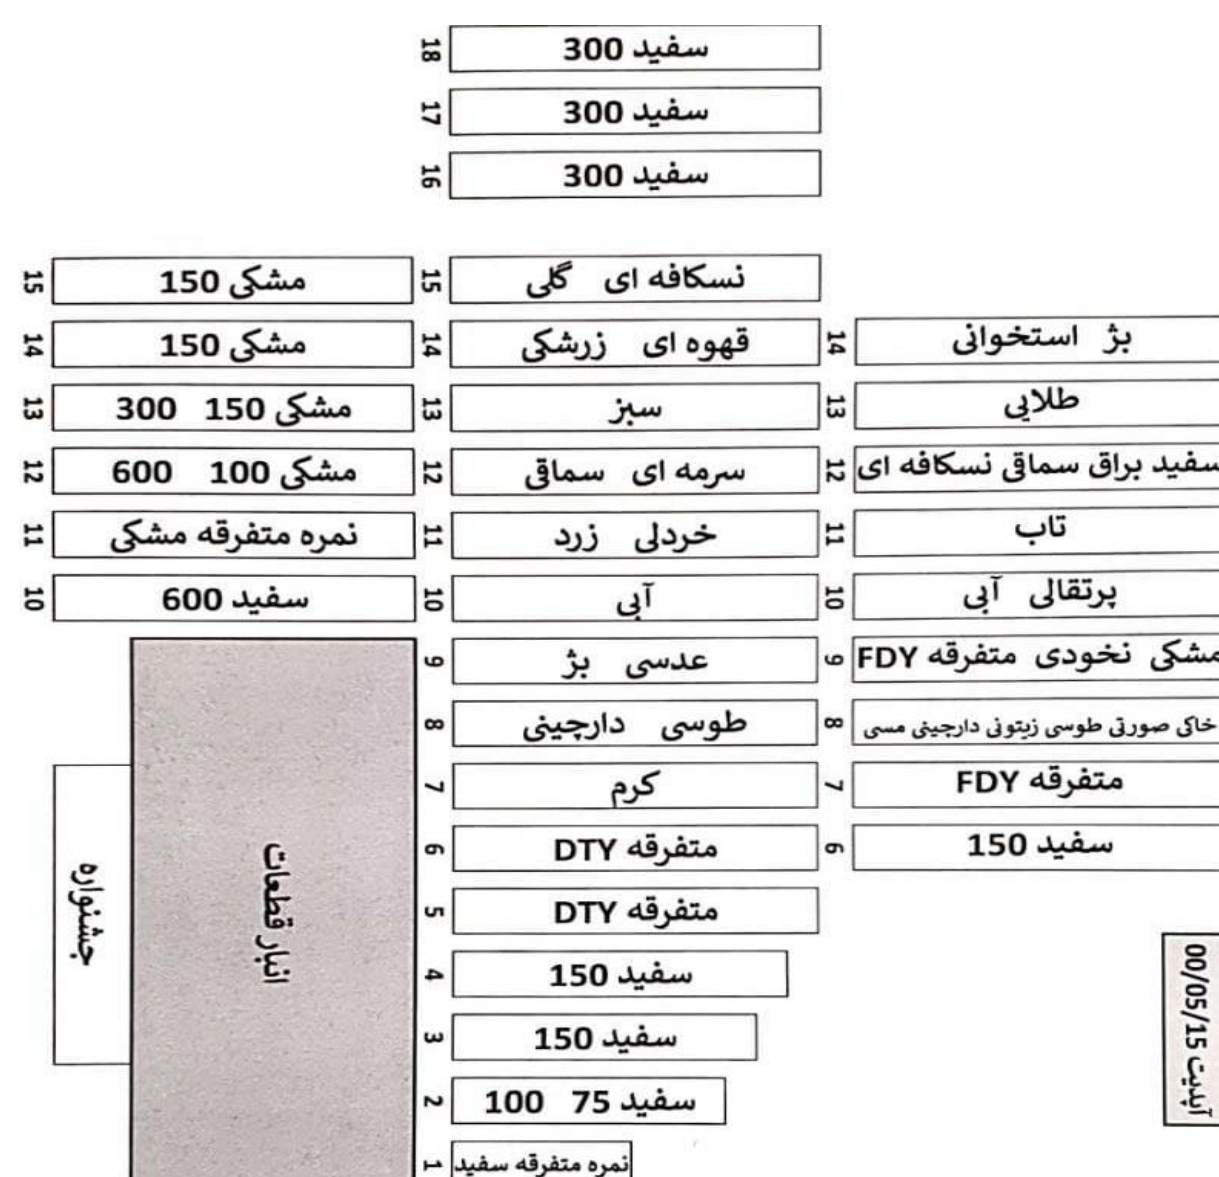 18 سفید 300
17 سفید 300
16 سفید 300
15 نسکافه ای گلی
15 مشکی 150
14 بژ استخوانی
14 قهوه ای زرشکی
14 مشکی 150
13 طلایی
13 سبز
13 مشکی 150 300
12 سفید براق سماقی نسکافه ای
12 سرمه ای سماقی
12 مشکی 100 600
11 تاب
11 خردلی زرد
11 نمره متفرقه مشکی
10 پرتقالی آبی
10 آبی
10 سفید 600
9 مشکی نخودی متفرقه FDY
9 عدسی بژ
8 خاکی صورتی طوسی زیتونی دارچینی مسی
8 طوسی دارچینی
7 متفرقه FDY
7 کرم
6 سفید 150
6 متفرقه DTY
5 متفرقه DTY
4 سفید 150
3 سفید 150
2 سفید 75 100
1 نمره متفرقه سفید
انبار قطعات
جشنواره
آپدیت 00/05/15